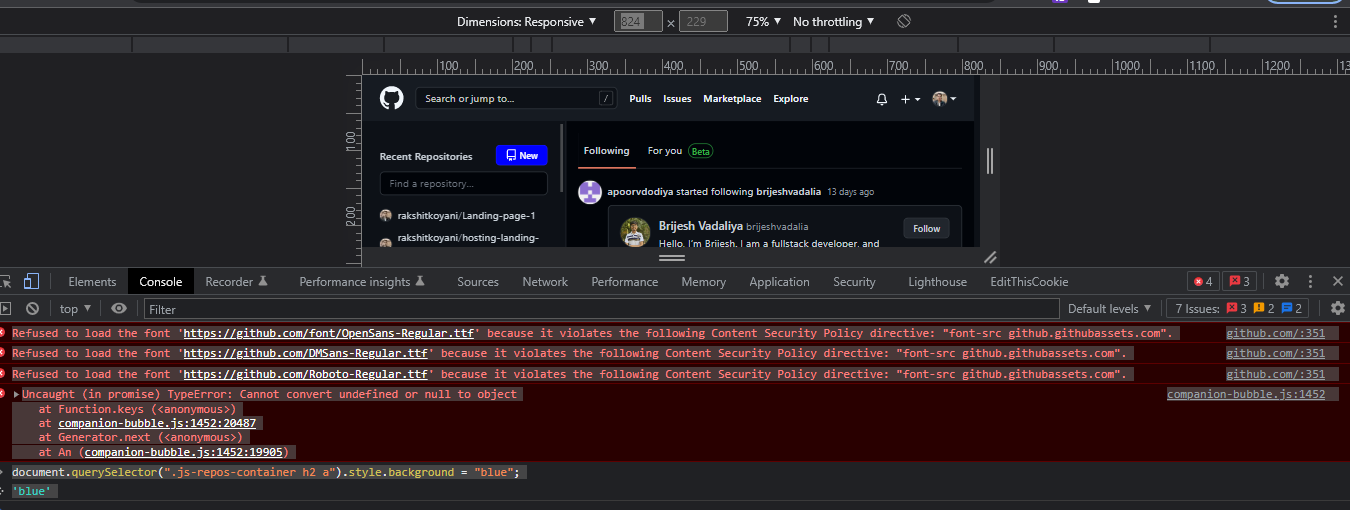 Dimensions: Responsive ▼ 824 × 229 75% ▼ No throttling ▼
100 200 300 400 500 600 700 800 900 1000 1100 1200 13
100
200
Search or jump to... / Pulls Issues Marketplace Explore
Recent Repositories New
Find a repository...
rakshitkoyani/Landing-page-1
rakshitkoyani/hosting-landing-
Following For you Beta
apoorvdodiya started following brijeshvadalia 13 days ago
Brijesh Vadaliya brijeshvadalia Follow
Hello, I'm Brijesh. I am a fullstack developer, and
Elements Console Recorder Performance insights Sources Network Performance Memory Application Security Lighthouse EditThisCookie 4 3
top ▼ Filter Default levels ▼ 7 Issues: 3 2 2
Refused to load the font 'https://github.com/font/OpenSans-Regular.ttf' because it violates the following Content Security Policy directive: "font-src github.githubassets.com". github.com/:351
Refused to load the font 'https://github.com/DMSans-Regular.ttf' because it violates the following Content Security Policy directive: "font-src github.githubassets.com". github.com/:351
Refused to load the font 'https://github.com/Roboto-Regular.ttf' because it violates the following Content Security Policy directive: "font-src github.githubassets.com". github.com/:351
Uncaught (in promise) TypeError: Cannot convert undefined or null to object companion-bubble.js:1452
at Function.keys (<anonymous>)
at companion-bubble.js:1452:20487
at Generator.next (<anonymous>)
at An (companion-bubble.js:1452:19905)
document.querySelector(".js-repos-container h2 a").style.background = "blue";
'blue'